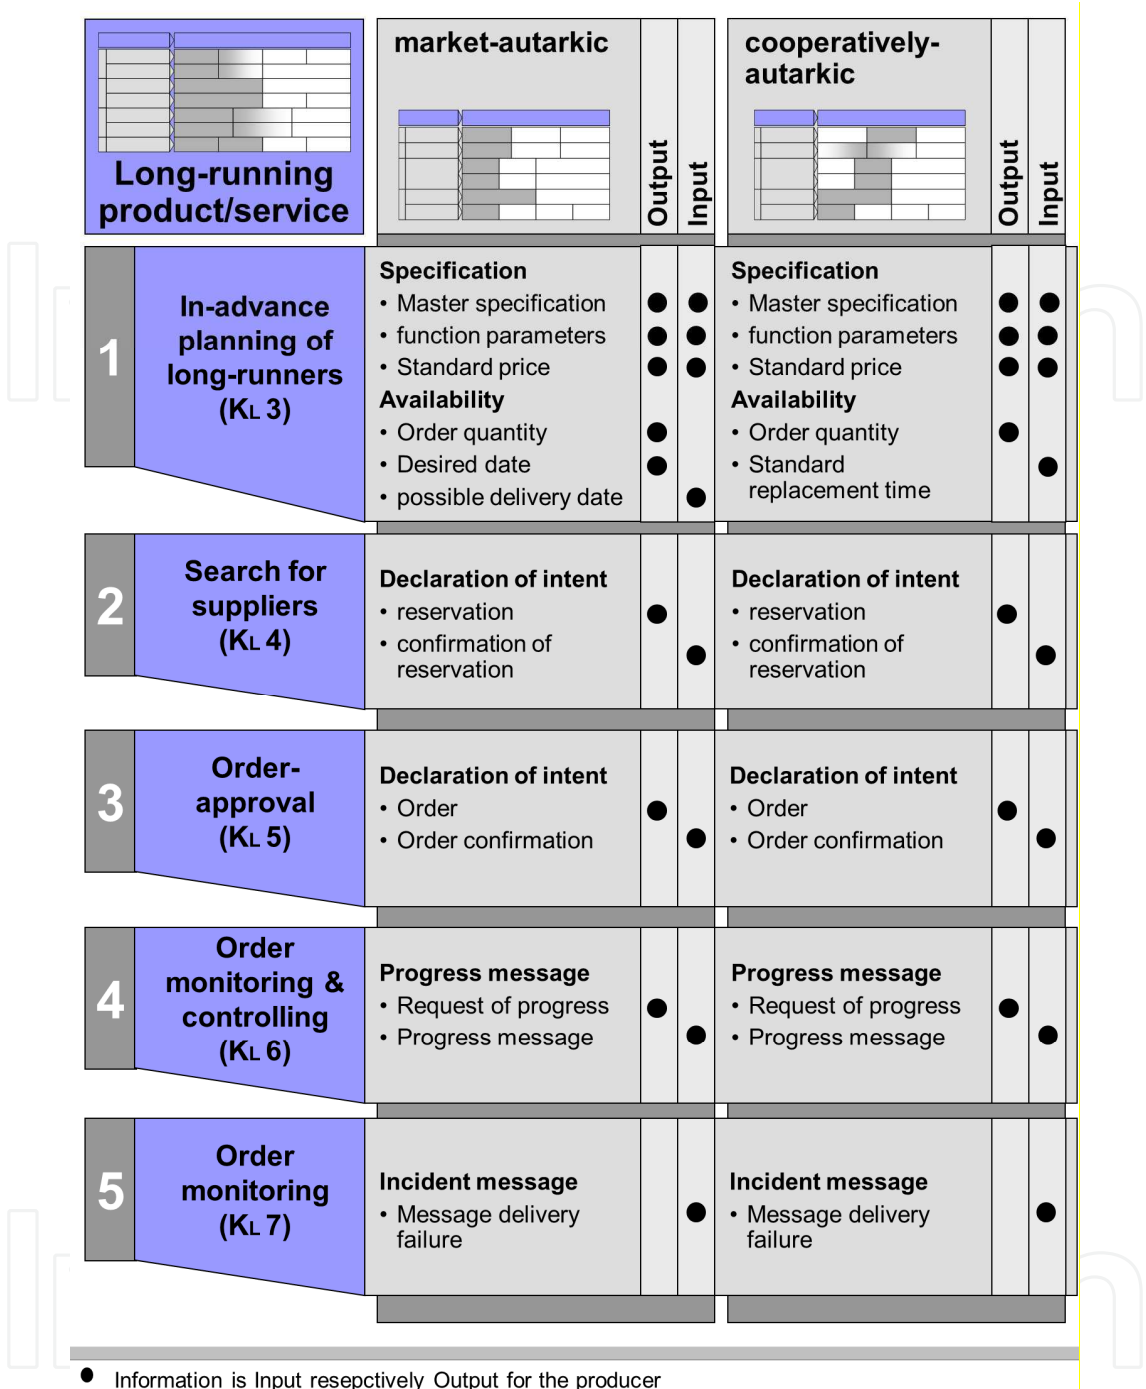 Long-running
product/service
market-autarkic
Output
Input
cooperatively-
autarkic
Output
Input
1
In-advance
planning of
long-runners
(KL 3)
Specification
• Master specification
• function parameters
• Standard price
Availability
• Order quantity
• Desired date
• possible delivery date
Specification
• Master specification
• function parameters
• Standard price
Availability
• Order quantity
• Standard
replacement time
2
Search for
suppliers
(KL 4)
Declaration of intent
• reservation
• confirmation of
reservation
Declaration of intent
• reservation
• confirmation of
reservation
3
Order-
approval
(KL 5)
Declaration of intent
• Order
• Order confirmation
Declaration of intent
• Order
• Order confirmation
4
Order
monitoring &
controlling
(KL 6)
Progress message
• Request of progress
• Progress message
Progress message
• Request of progress
• Progress message
5
Order
monitoring
(KL 7)
Incident message
• Message delivery
failure
Incident message
• Message delivery
failure
● Information is Input resepctively Output for the producer